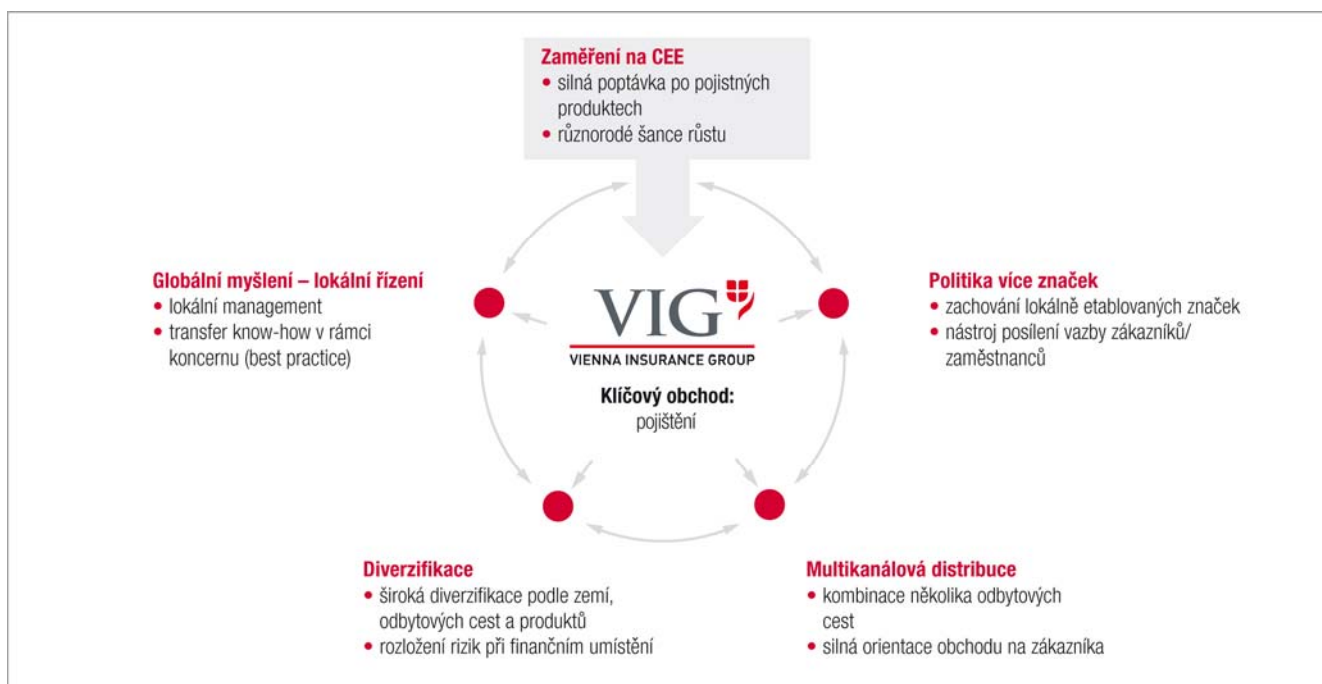 Zaměření na CEE
• silná poptávka po pojistných
produktech
• různorodé šance růstu
Globální myšlení – lokální řízení
• lokální management
• transfer know-how v rámci
koncernu (best practice)
VIG
VIENNA INSURANCE GROUP
Klíčový obchod:
pojištění
Politika více značek
• zachování lokálně etablovaných značek
• nástroj posílení vazby zákazníků/
zaměstnanců
Diverzifikace
• široká diverzifikace podle zemí,
odbytových cest a produktů
• rozložení rizik při finančním umístění
Multikanálová distribuce
• kombinace několika odbytových
cest
• silná orientace obchodu na zákazníka